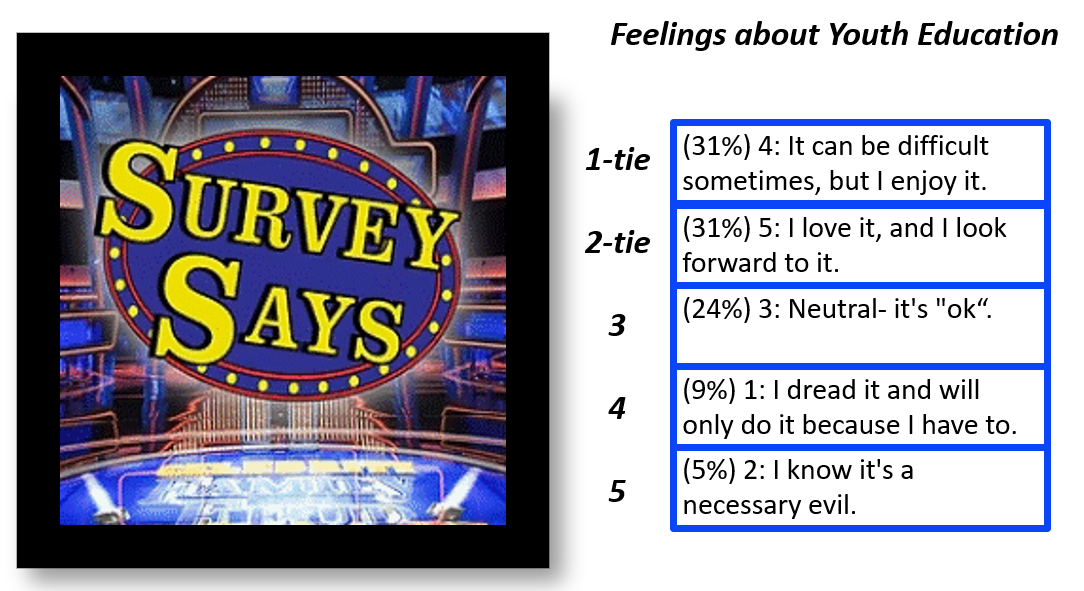 Feelings about Youth Education
SURVEY
SAYS
1-tie
(31%) 4: It can be difficult
sometimes, but I enjoy it.
2-tie
(31%) 5: I love it, and I look
forward to it.
3
(24%) 3: Neutral- it's "ok“.
4
(9%) 1: I dread it and will
only do it because I have to.
5
(5%) 2: I know it's a
necessary evil.